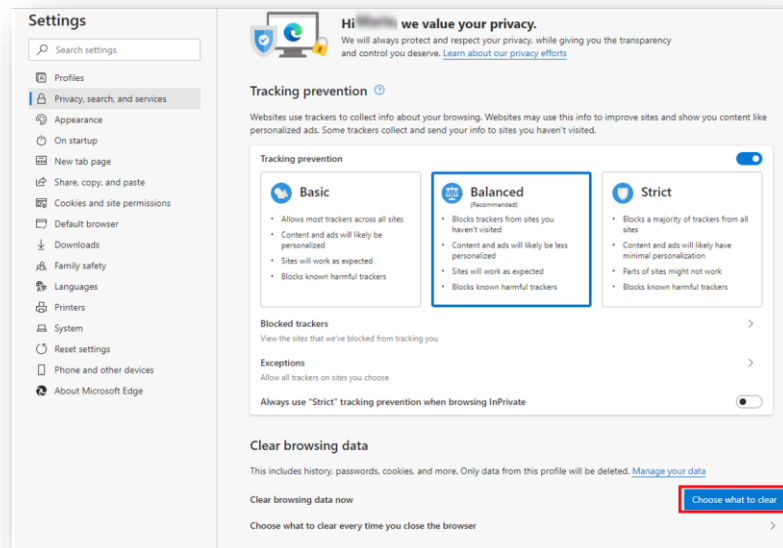 Settings
Search settings
Profiles
Privacy, search, and services
Appearance
On startup
New tab page
Share, copy, and paste
Cookies and site permissions
Default browser
Downloads
Family safety
Languages
Printers
System
Reset settings
Phone and other devices
About Microsoft Edge
Hi we value your privacy.
We will always protect and respect your privacy, while giving you the transparency
and control you deserve. Learn about our privacy efforts
Tracking prevention
Websites use trackers to collect info about your browsing. Websites may use this info to improve sites and show you content like
personalized ads. Some trackers collect and send your info to sites you haven't visited.
Tracking prevention
Basic
• Allows most trackers across all sites
• Content and ads will likely be
personalized
• Sites will work as expected
• Blocks known harmful trackers
Balanced
(Recommended)
• Blocks trackers from sites you
haven't visited
• Content and ads will likely be less
personalized
• Sites will work as expected
• Blocks known harmful trackers
Strict
• Blocks a majority of trackers from all
sites
• Content and ads will likely have
minimal personalization
• Parts of sites might not work
• Blocks known harmful trackers
Blocked trackers
View the sites that we've blocked from tracking you
Exceptions
Allow all trackers on sites you choose
Always use "Strict" tracking prevention when browsing InPrivate
Clear browsing data
This includes history, passwords, cookies, and more. Only data from this profile will be deleted. Manage your data
Clear browsing data now
Choose what to clear
Choose what to clear every time you close the browser